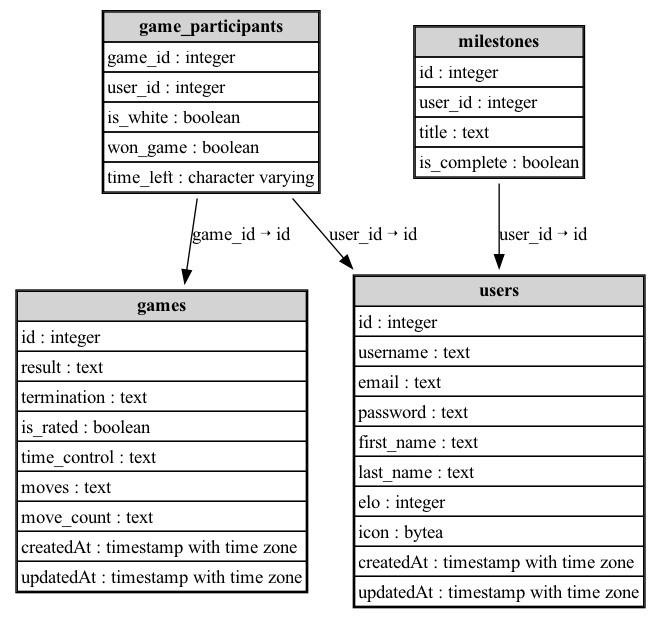 game_participants
game_id : integer
user_id : integer
is_white : boolean
won_game : boolean
time_left : character varying
milestones
id : integer
user_id : integer
title : text
is_complete : boolean
game_id → id
user_id → id
user_id → id
games
id : integer
result : text
termination : text
is_rated : boolean
time_control : text
moves : text
move_count : text
createdAt : timestamp with time zone
updatedAt : timestamp with time zone
users
id : integer
username : text
email : text
password : text
first_name : text
last_name : text
elo : integer
icon : bytea
createdAt : timestamp with time zone
updatedAt : timestamp with time zone